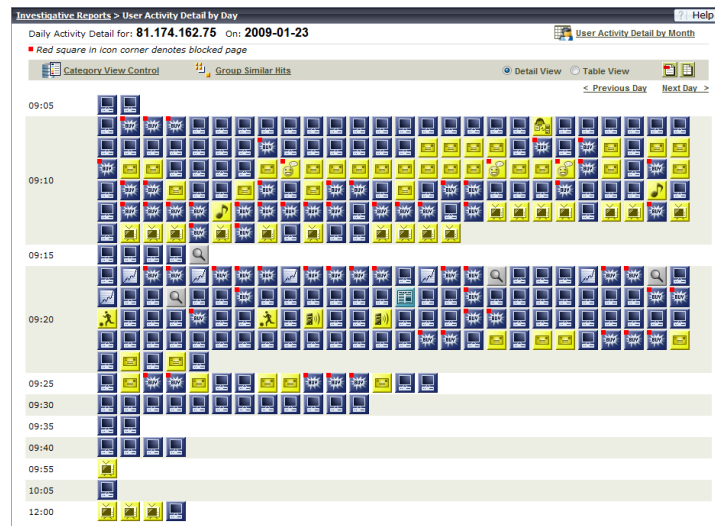 Investigative Reports > User Activity Detail by Day
? Help
Daily Activity Detail for: 81.174.162.75 On: 2009-01-23
User Activity Detail by Month
Red square in icon corner denotes blocked page
Category View Control
Group Similar Hits
Detail View
Table View
< Previous Day
Next Day >
09:05
09:10
09:15
09:20
09:25
09:30
09:35
09:40
09:55
10:05
12:00